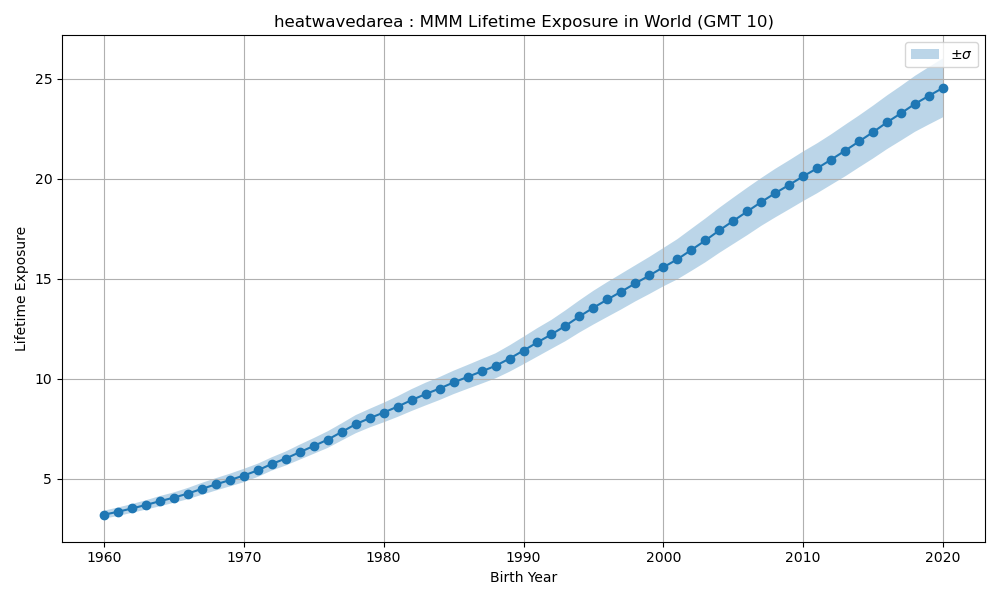 heatwavedarea : MMM Lifetime Exposure in World (GMT 10)
±σ
Lifetime Exposure
25
20
15
10
5
1960 1970 1980 1990 2000 2010 2020
Birth Year